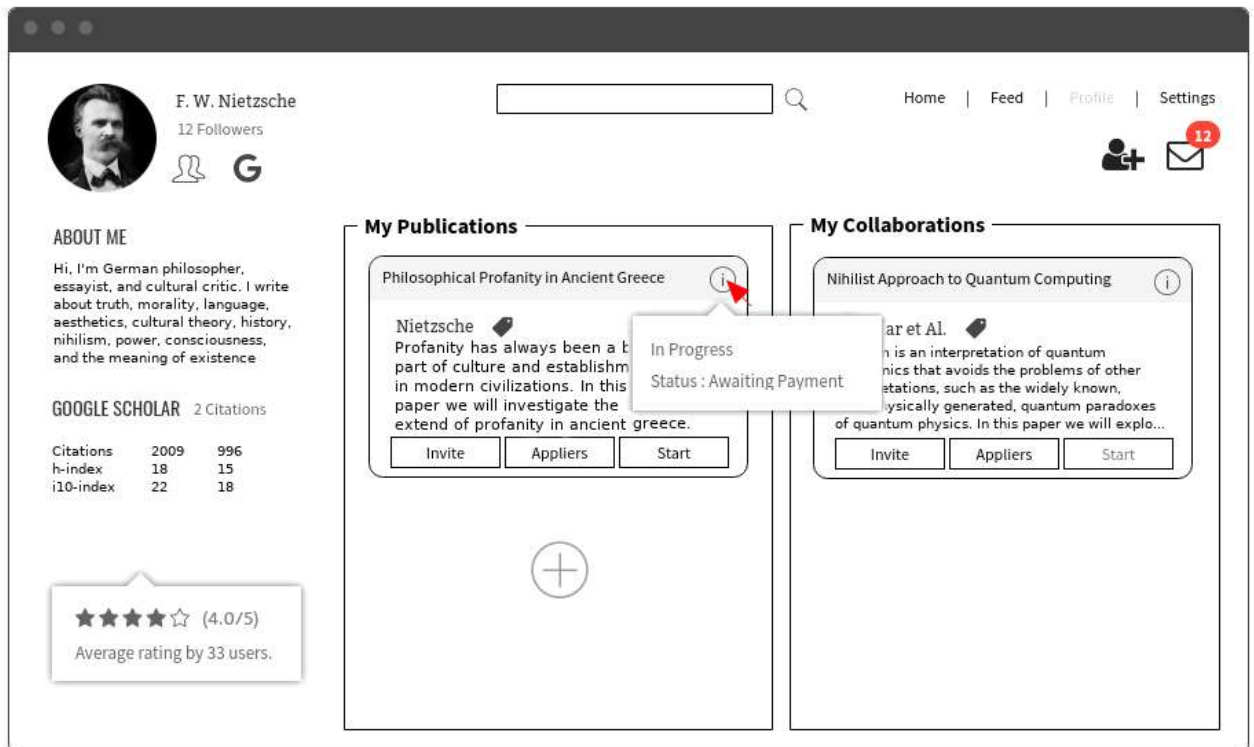 F. W. Nietzsche
12 Followers
G
Home | Feed | Profile | Settings
12
ABOUT ME
Hi, I'm German philosopher,
essayist, and cultural critic. I write
about truth, morality, language,
aesthetics, cultural theory, history,
nihilism, power, consciousness,
and the meaning of existence
GOOGLE SCHOLAR 2 Citations
Citations 2009 996
h-index 18 15
i10-index 22 18
(4.0/5)
Average rating by 33 users.
My Publications
Philosophical Profanity in Ancient Greece
i
Nietzsche
Profanity has always been a
part of culture and
in modern civilizations. In this
paper we will investigate the
extend of profanity in ancient greece.
Invite Appliers Start
In Progress
Status : Awaiting Payment
My Collaborations
Nihilist Approach to Quantum Computing
i
et Al.
is an interpretation of quantum
that avoids the problems of other
such as the widely known,
generated, quantum paradoxes
of quantum physics. In this paper we will explo...
Invite Appliers Start